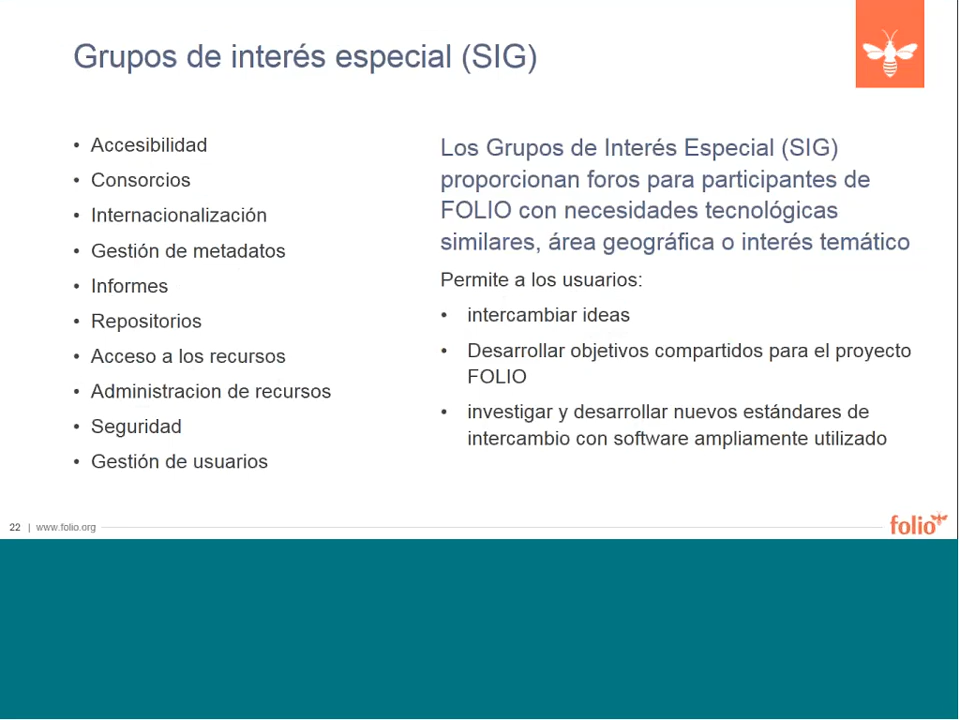 Grupos de interés especial (SIG)
• Accesibilidad
• Consorcios
• Internacionalización
• Gestión de metadatos
• Informes
• Repositorios
• Acceso a los recursos
• Administracion de recursos
• Seguridad
• Gestión de usuarios
Los Grupos de Interés Especial (SIG)
proporcionan foros para participantes de
FOLIO con necesidades tecnológicas
similares, área geográfica o interés temático
Permite a los usuarios:
• intercambiar ideas
• Desarrollar objetivos compartidos para el proyecto
FOLIO
• investigar y desarrollar nuevos estándares de
intercambio con software ampliamente utilizado
22 | www.folio.org
folio